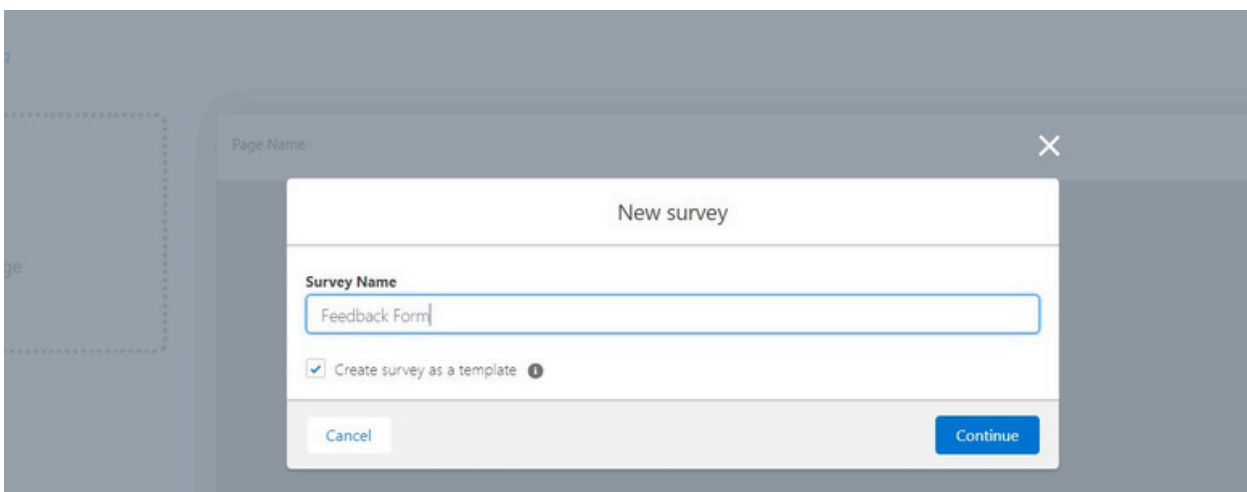 Page Name
New survey
Survey Name
Feedback Form
Create survey as a template
Cancel
Continue